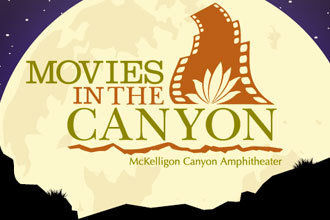 MOVIES
IN THE
CANYON
McKelligon Canyon Amphitheater